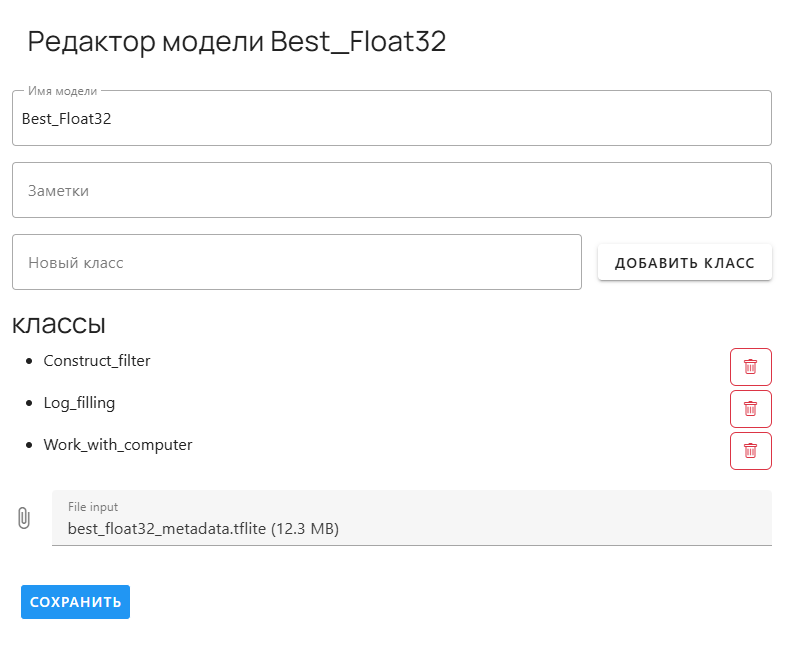 Редактор модели Best_Float32
Имя модели
Best_Float32
Заметки
Новый класс
ДОБАВИТЬ КЛАСС
классы
Construct_filter
Log_filling
Work_with_computer
File input
best_float32_metadata.tflite (12.3 MB)
СОХРАНИТЬ